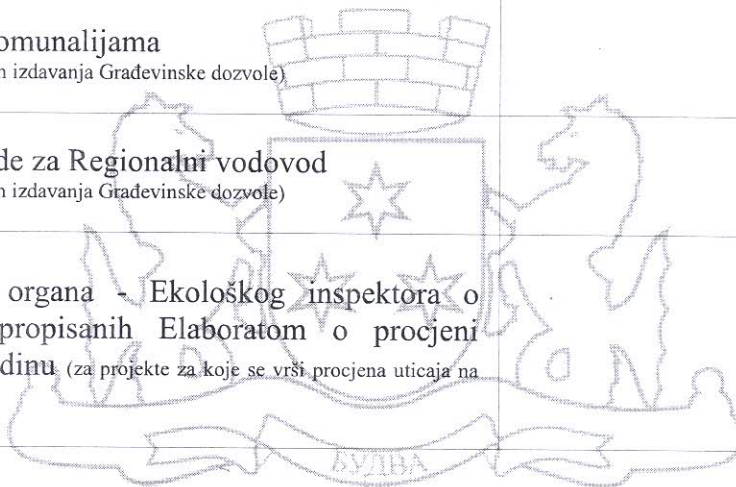 omunalijama
n izdavanja Građevinske dozvole)
de za Regionalni vodovod
n izdavanja Građevinske dozvole)
organa - Ekološkog inspektora o
propisanih Elaboratom o procjeni
dinu (za projekte za koje se vrši procjena uticaja na
БУДВА